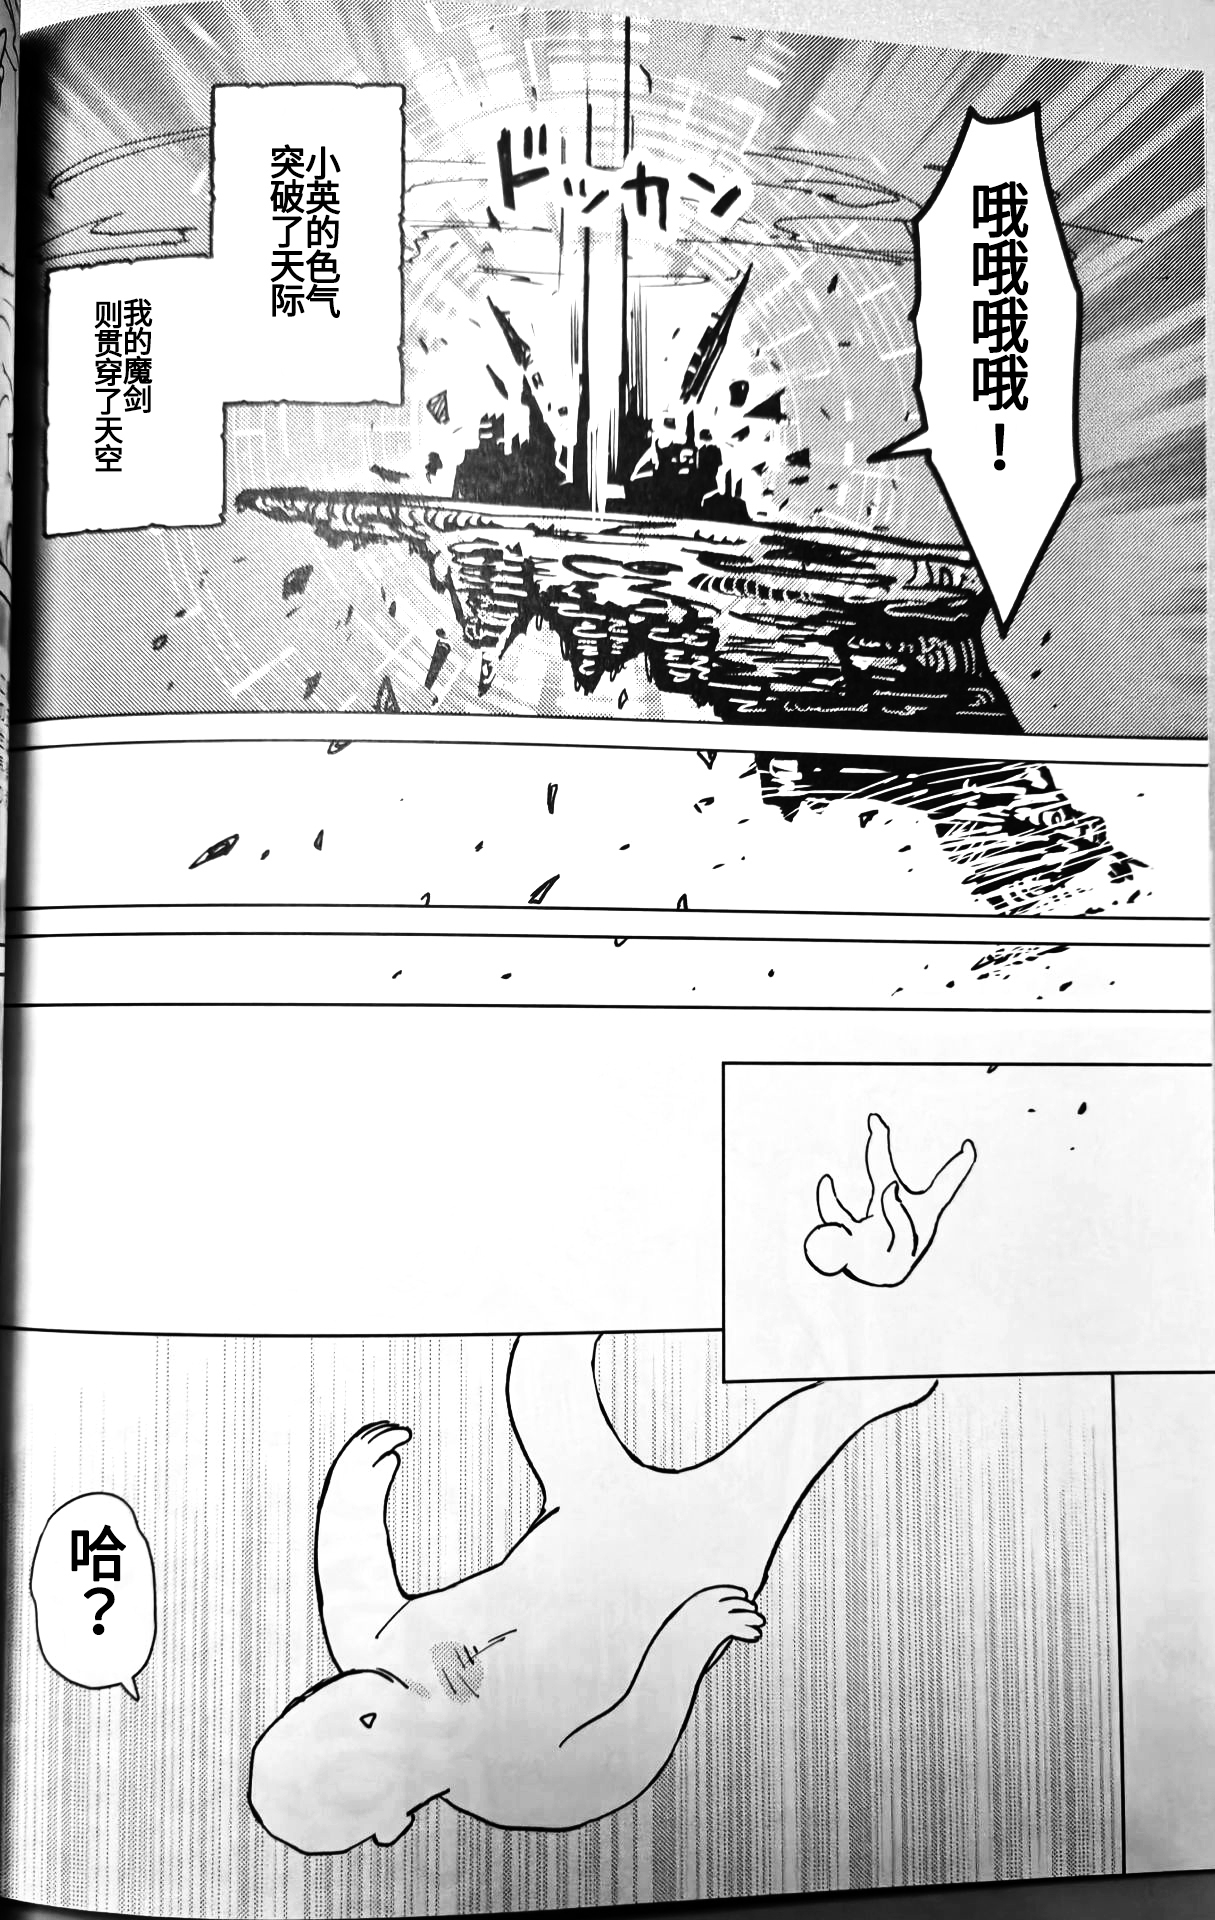 哦哦哦哦！
ドッカン
小英的色气
突破了天际
我的魔剑
则贯穿了天空
哈？